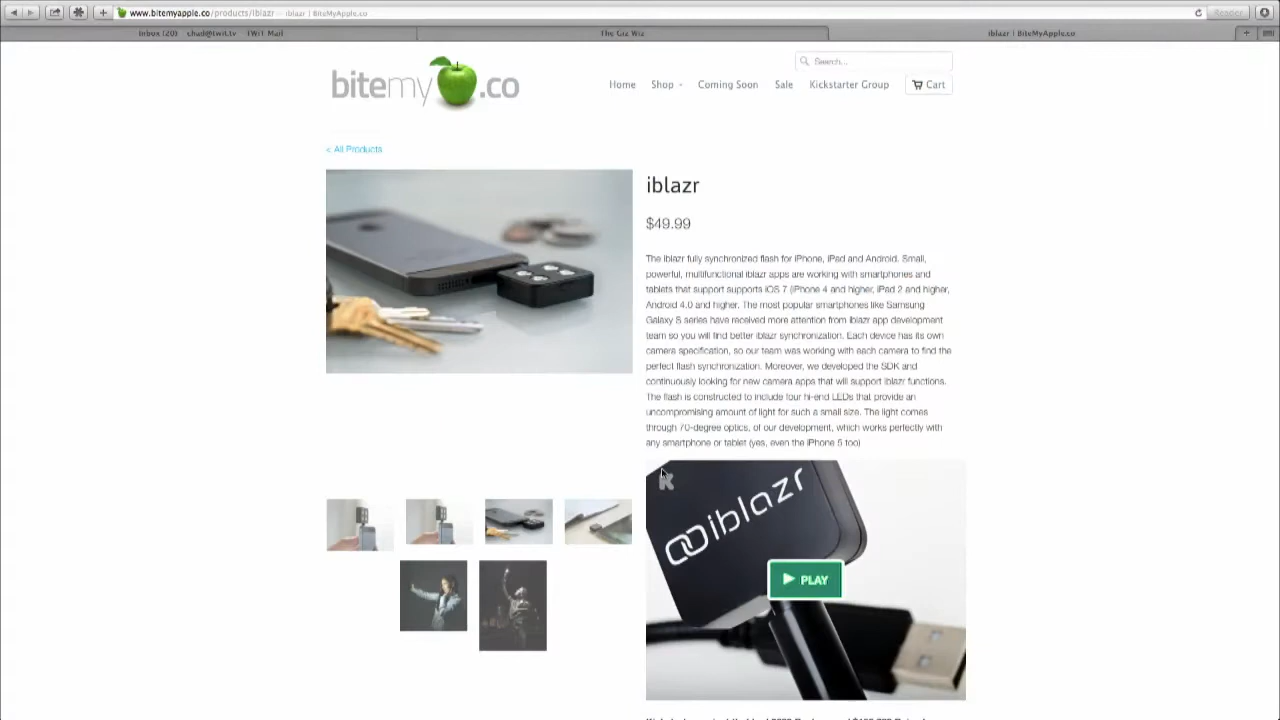 www.bitemyapple.co/products/iblazr — iblazr | BiteMyApple.co
Reader
Inbox (20) chad@twit.tv TWiT Mail
The Giz Wiz
iblazr | BiteMyApple.co
bitemy .co
Search...
Home Shop Coming Soon Sale Kickstarter Group Cart
< All Products
iblazr
$49.99
The iblazr fully synchronized flash for iPhone, iPad and Android. Small,
powerful, multifunctional iblazr apps are working with smartphones and
tablets that support supports iOS 7 (iPhone 4 and higher, iPad 2 and higher,
Android 4.0 and higher. The most popular smartphones like Samsung
Galaxy S series have received more attention from iblazr app development
team so you will find better iblazr synchronization. Each device has its own
camera specification, so our team was working with each camera to find the
perfect flash synchronization. Moreover, we developed the SDK and
continuously looking for new camera apps that will support iblazr functions.
The flash is constructed to include four hi-end LEDs that provide an
uncompromising amount of light for such a small size. The light comes
through 70-degree optics, of our development, which works perfectly with
any smartphone or tablet (yes, even the iPhone 5 too)
K
iblazr
PLAY